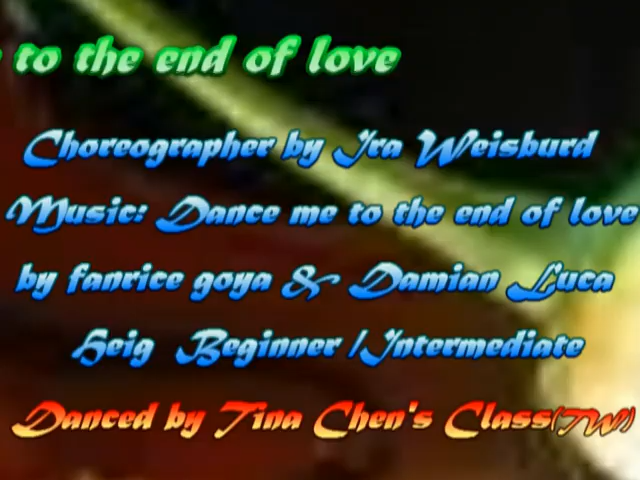 to the end of love
Choreographer by Ira Weisburd
Music: Dance me to the end of love
by fanrice goya & Damian Luca
Heig Beginner /Intermediate
Danced by Tina Chen's Class(TW)